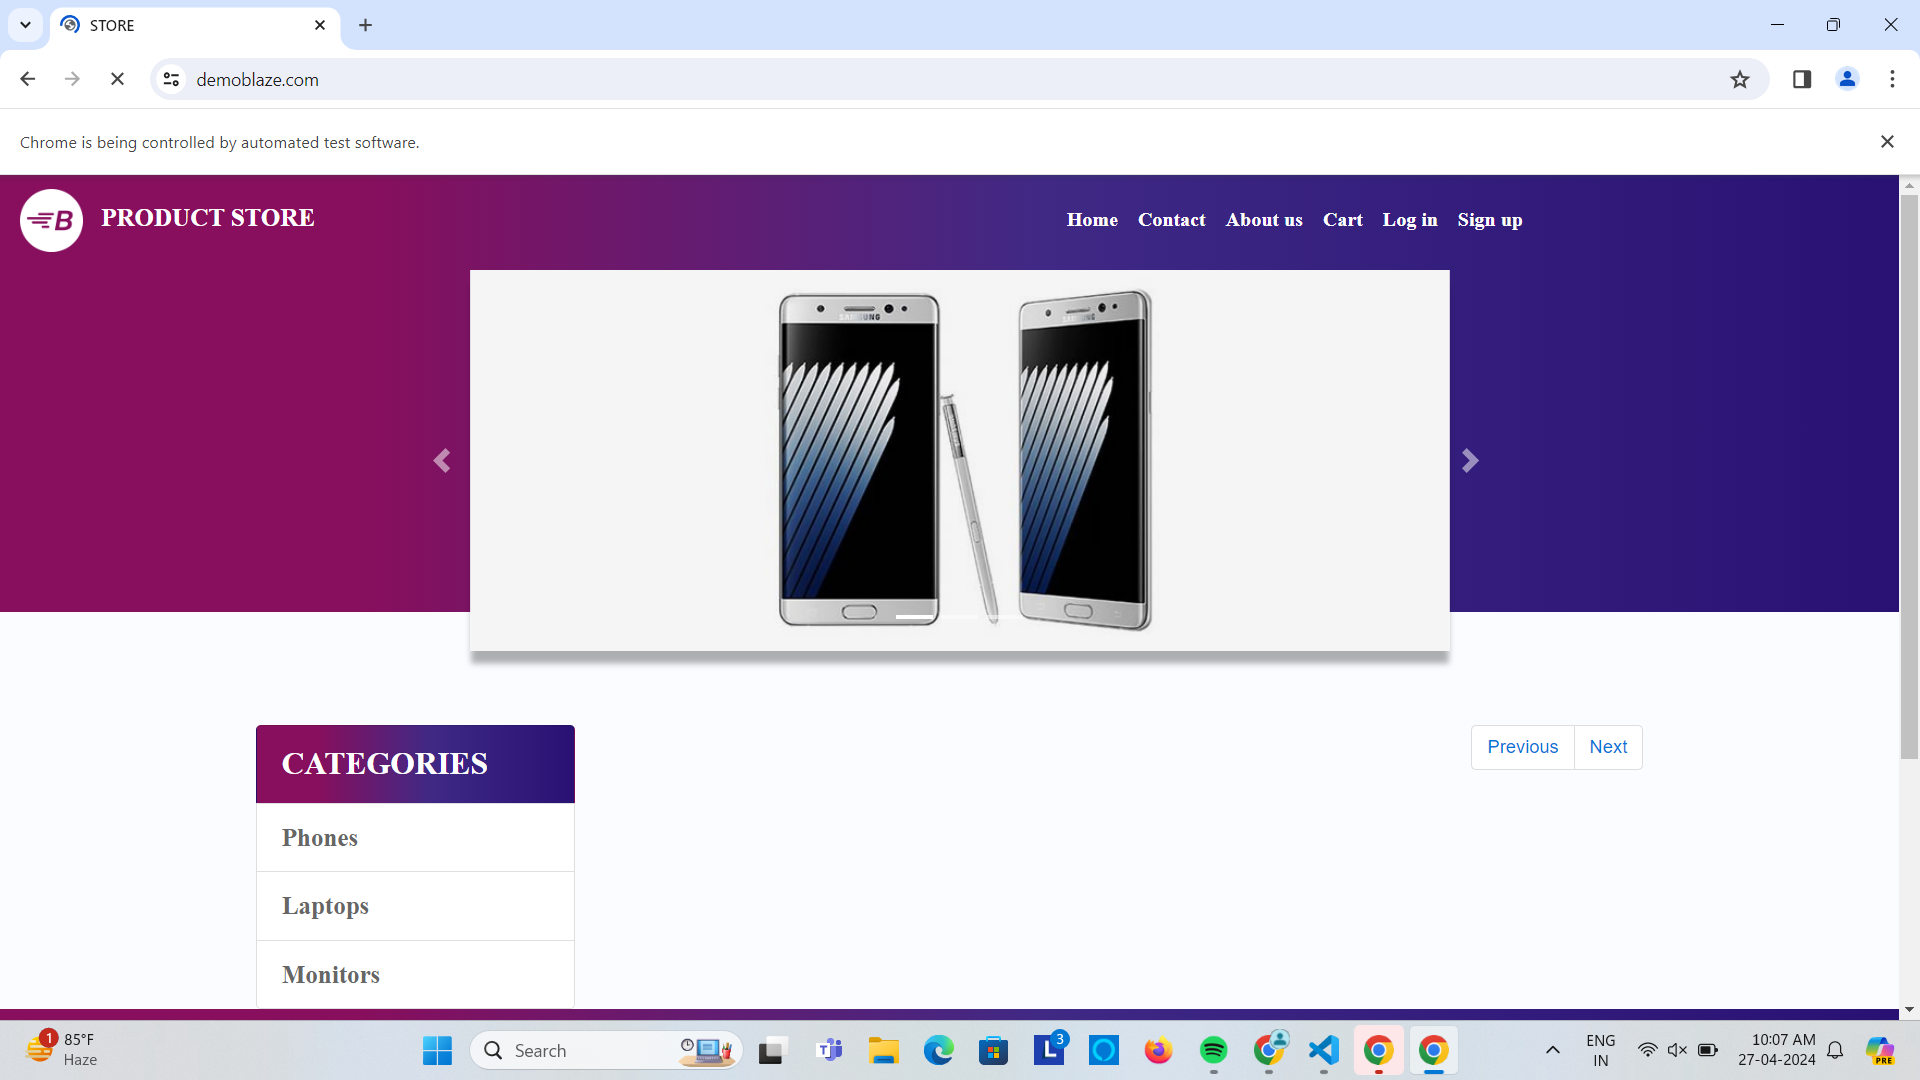 STORE
demoblaze.com
Chrome is being controlled by automated test software.
B PRODUCT STORE
Home Contact About us Cart Log in Sign up
SAMSUNG
CATEGORIES
Previous Next
Phones
Laptops
Monitors
1
85°F
Haze
Search
3
ENG
IN
10:07 AM
27-04-2024
PRE